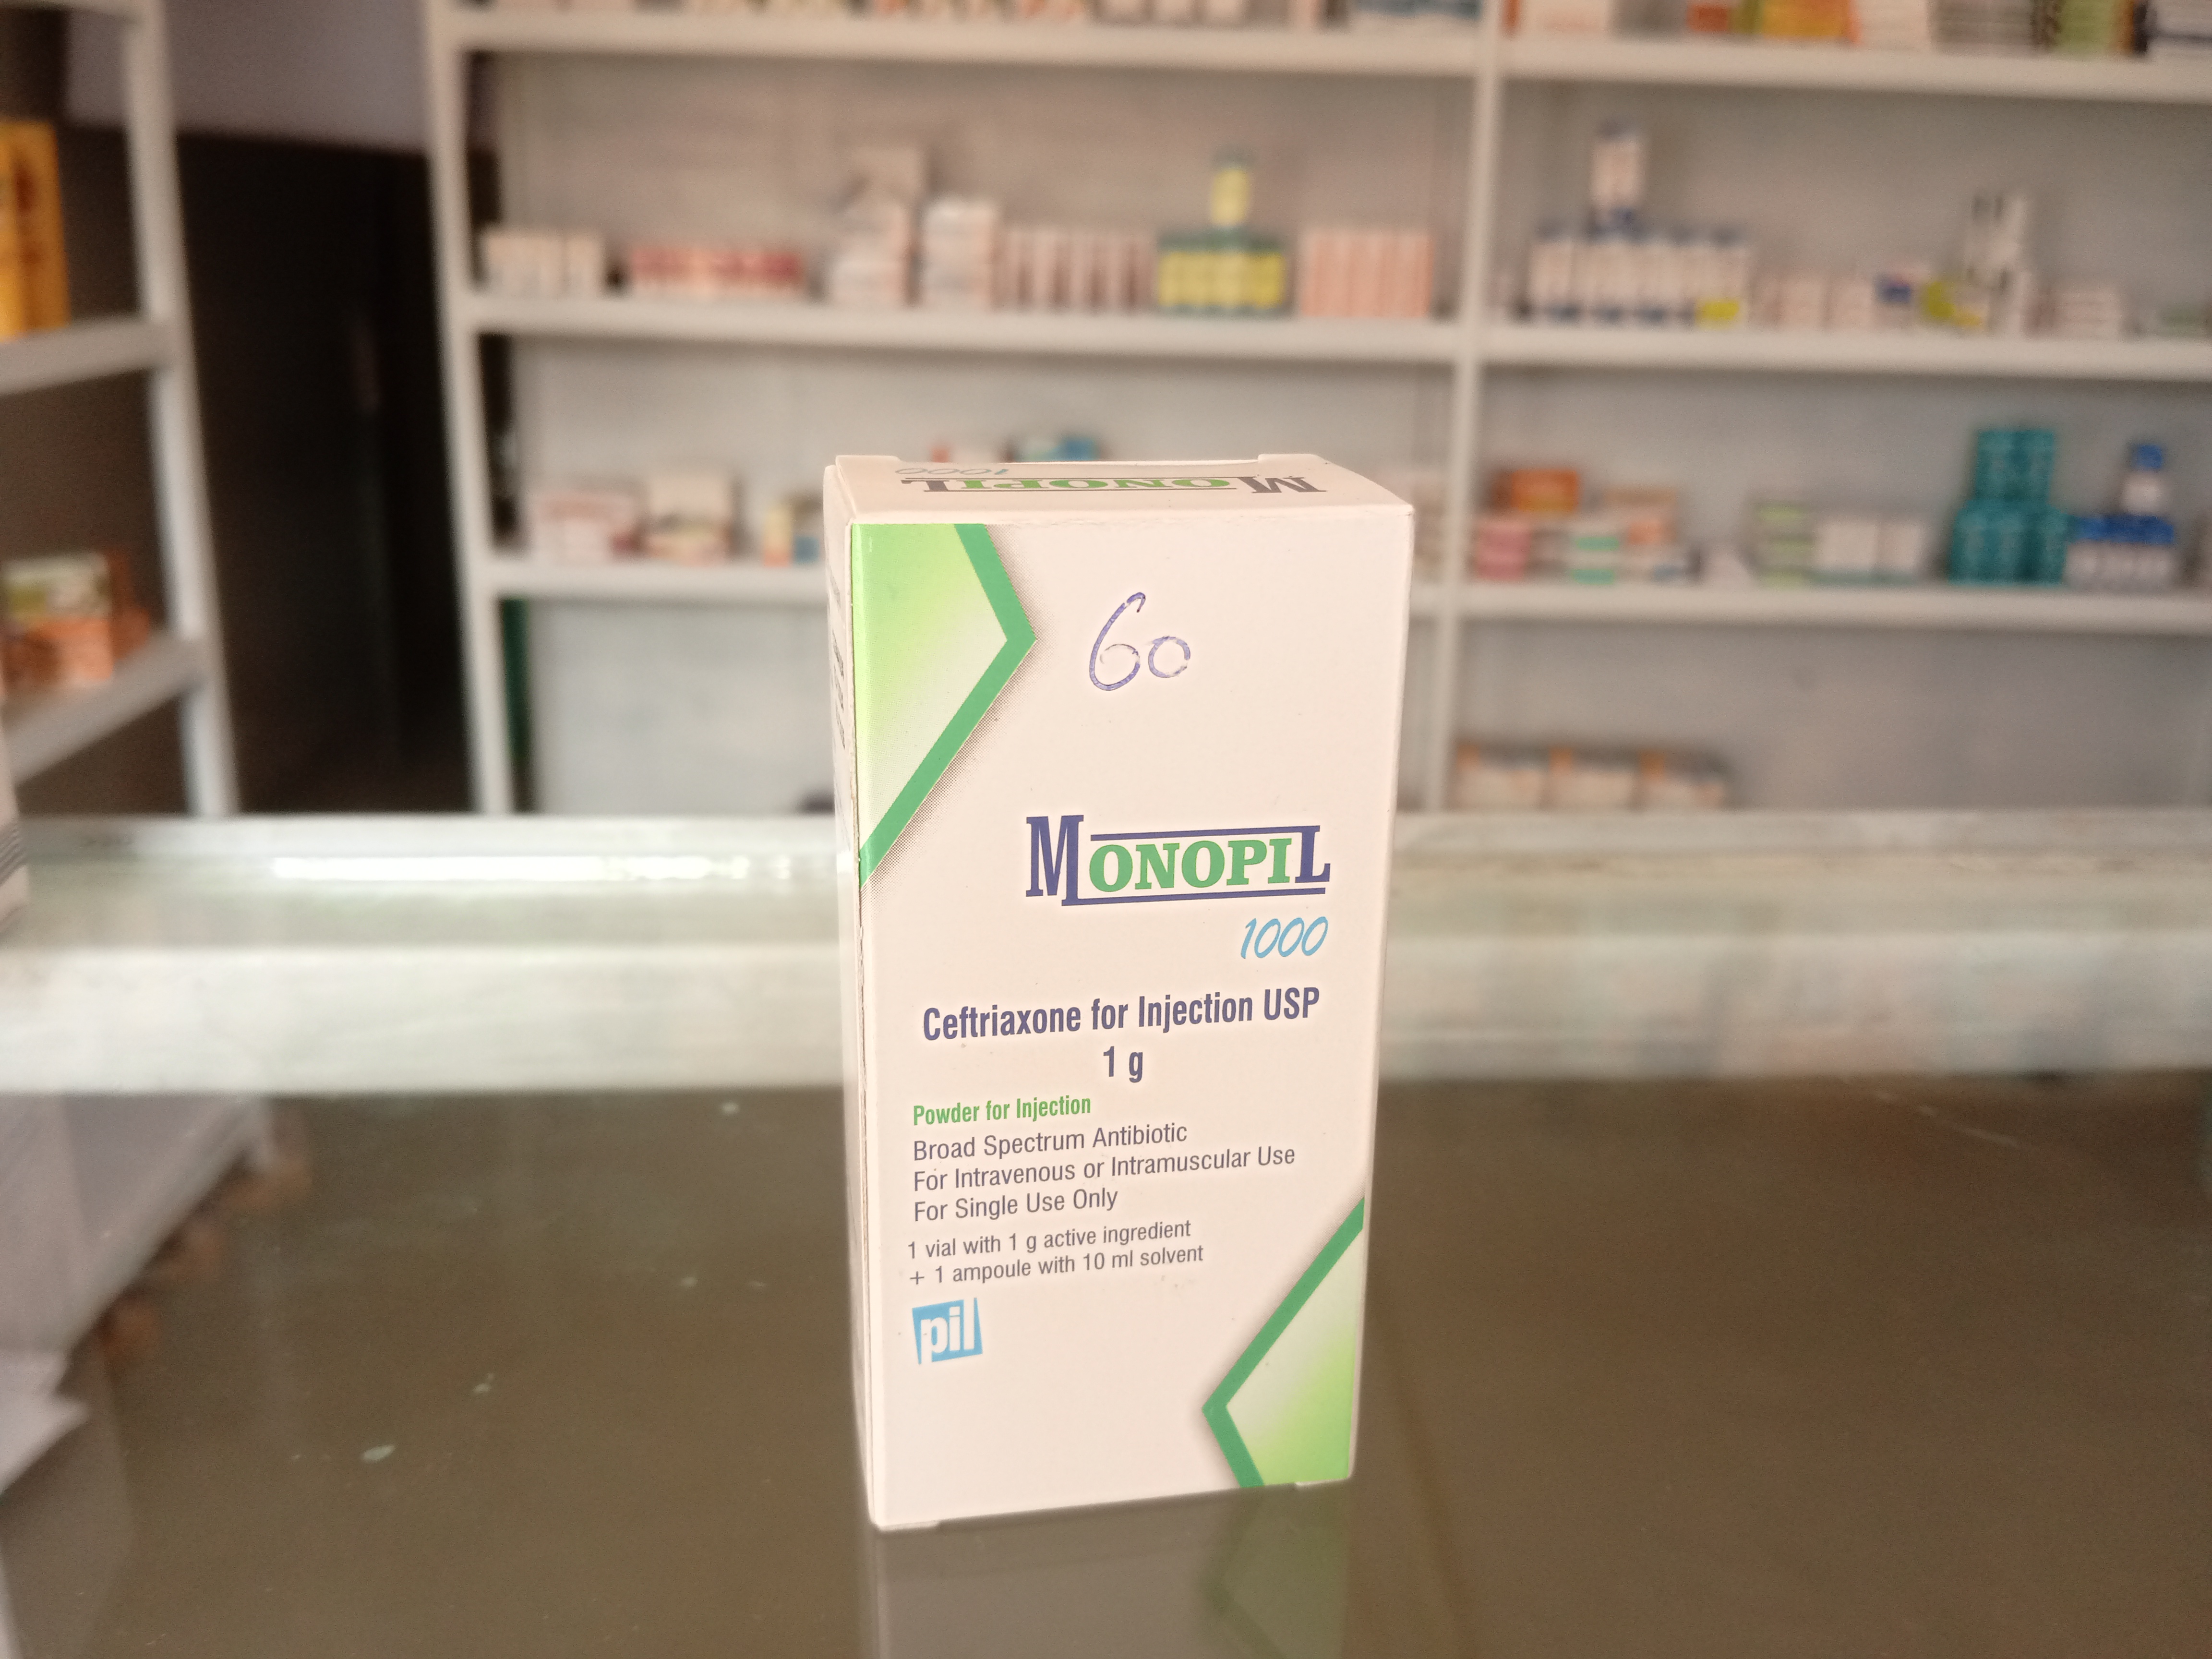 MONOPIL
1000
60
MONOPIL
1000
Ceftriaxone for Injection USP
1 g
Powder for Injection
Broad Spectrum Antibiotic
For Intravenous or Intramuscular Use
For Single Use Only
1 vial with 1 g active ingredient
+ 1 ampoule with 10 ml solvent
pil